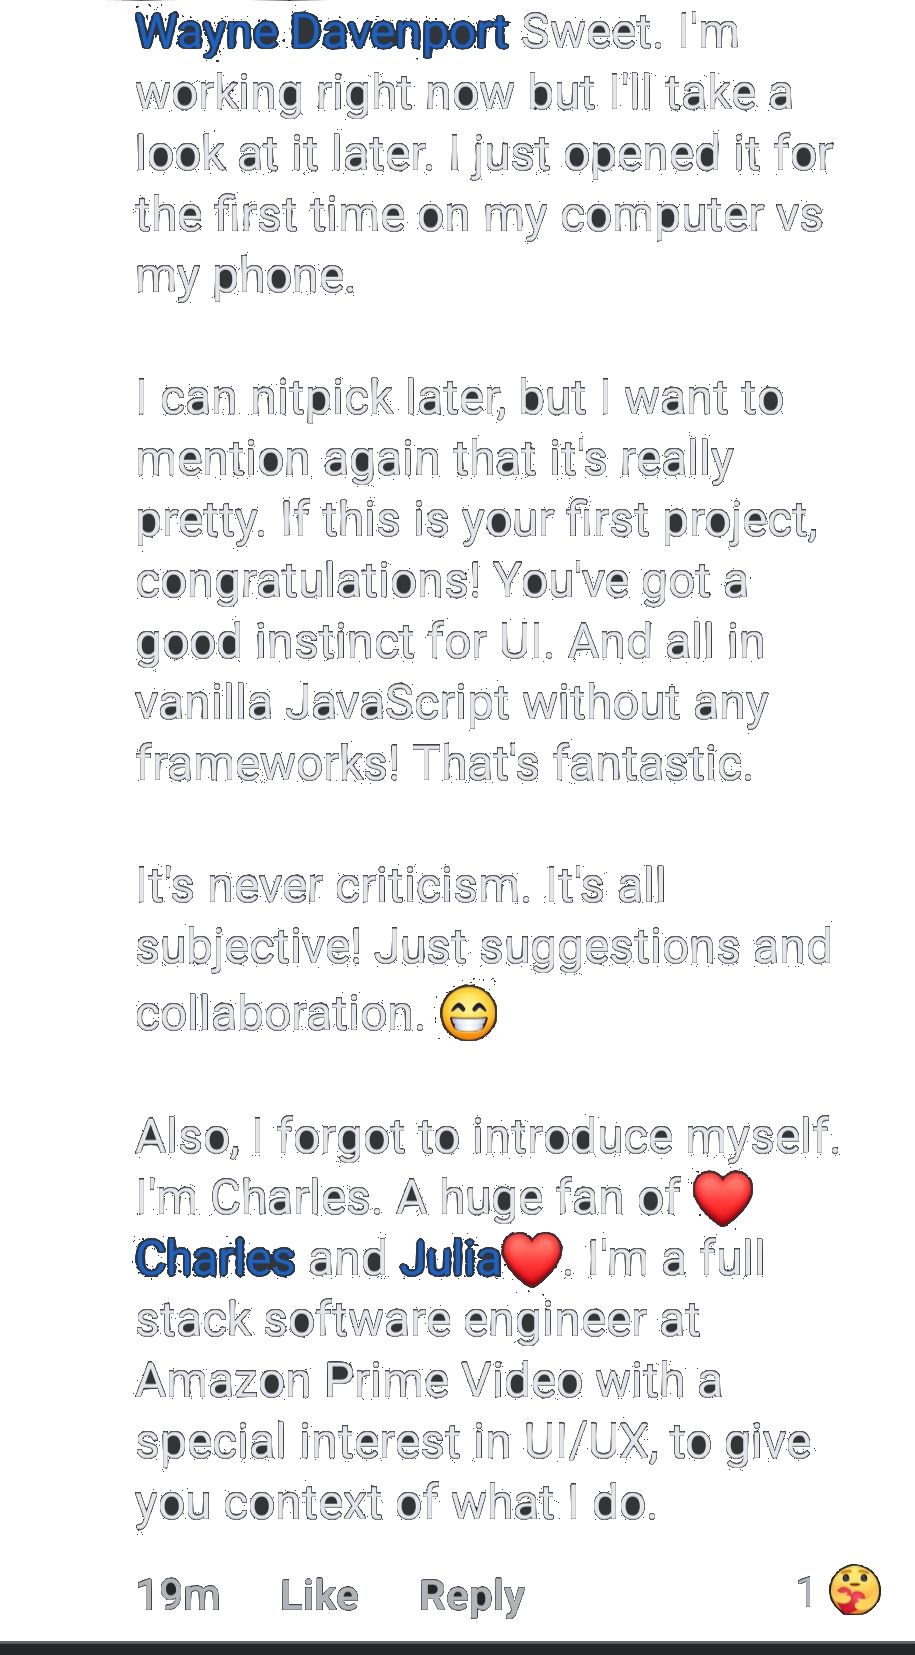 Wayne Davenport Sweet. I'm
working right now but I'll take a
look at it later. I just opened it for
the first time on my computer vs
my phone.
I can nitpick later, but I want to
mention again that it's really
pretty. If this is your first project,
congratulations! You've got a
good instinct for UI. And all in
vanilla JavaScript without any
frameworks! That's fantastic.
It's never criticism. It's all
subjective! Just suggestions and
collaboration. 😁
Also, I forgot to introduce myself.
I'm Charles. A huge fan of ❤️
Charles and Julia❤️. I'm a full
stack software engineer at
Amazon Prime Video with a
special interest in UI/UX, to give
you context of what I do.
19m Like Reply 1